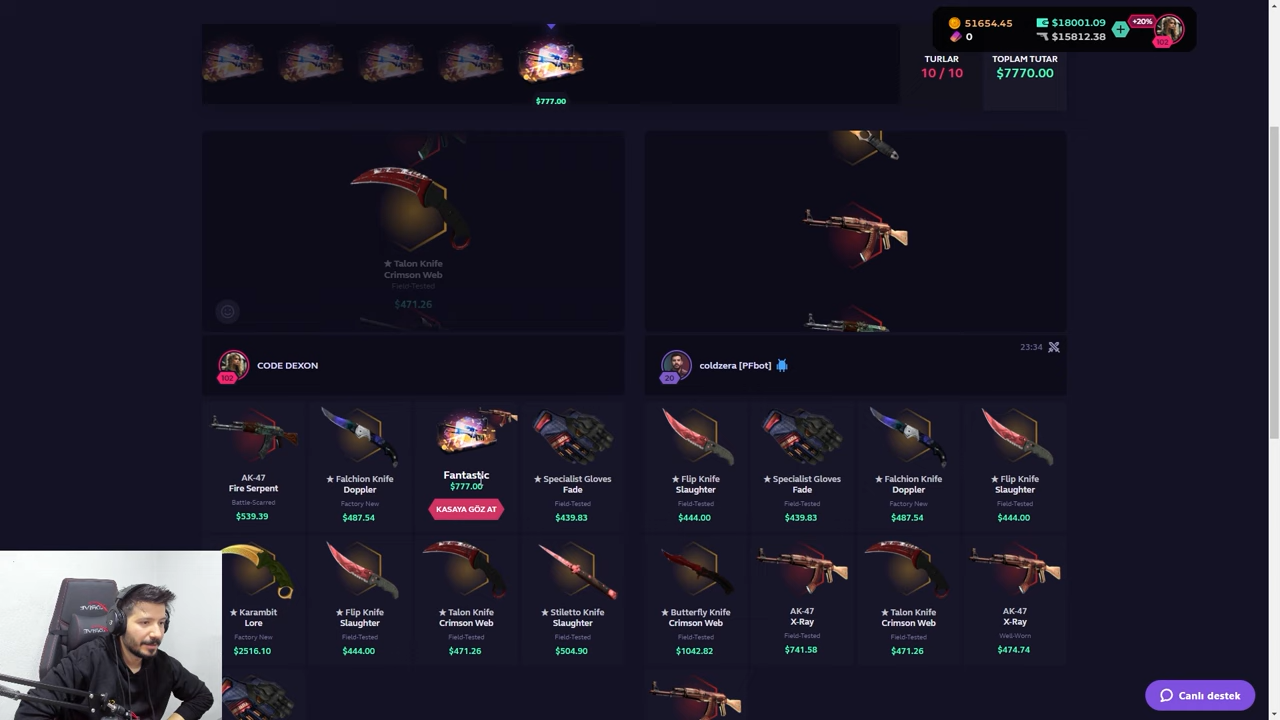 51654.45
0
$18001.09
$15812.38
+20%
102
TURLAR
10 / 10
TOPLAM TUTAR
$7770.00
$777.00
★ Talon Knife
Crimson Web
Field-Tested
$471.26
102
CODE DEXON
20
coldzera [PFbot]
23:34
AK-47
Fire Serpent
Battle-Scarred
$539.39
★ Falchion Knife
Doppler
Factory New
$487.54
Fantastic
$777.00
KASAYA GÖZ AT
★ Specialist Gloves
Fade
Field-Tested
$439.83
★ Flip Knife
Slaughter
Field-Tested
$444.00
★ Specialist Gloves
Fade
Field-Tested
$439.83
★ Falchion Knife
Doppler
Factory New
$487.54
★ Flip Knife
Slaughter
Field-Tested
$444.00
★ Karambit
Lore
Factory New
$2516.10
★ Flip Knife
Slaughter
Field-Tested
$444.00
★ Talon Knife
Crimson Web
Field-Tested
$471.26
★ Stiletto Knife
Slaughter
Field-Tested
$504.90
★ Butterfly Knife
Crimson Web
Field-Tested
$1042.82
AK-47
X-Ray
Field-Tested
$741.58
★ Talon Knife
Crimson Web
Field-Tested
$471.26
AK-47
X-Ray
Well-Worn
$474.74
Canlı destek